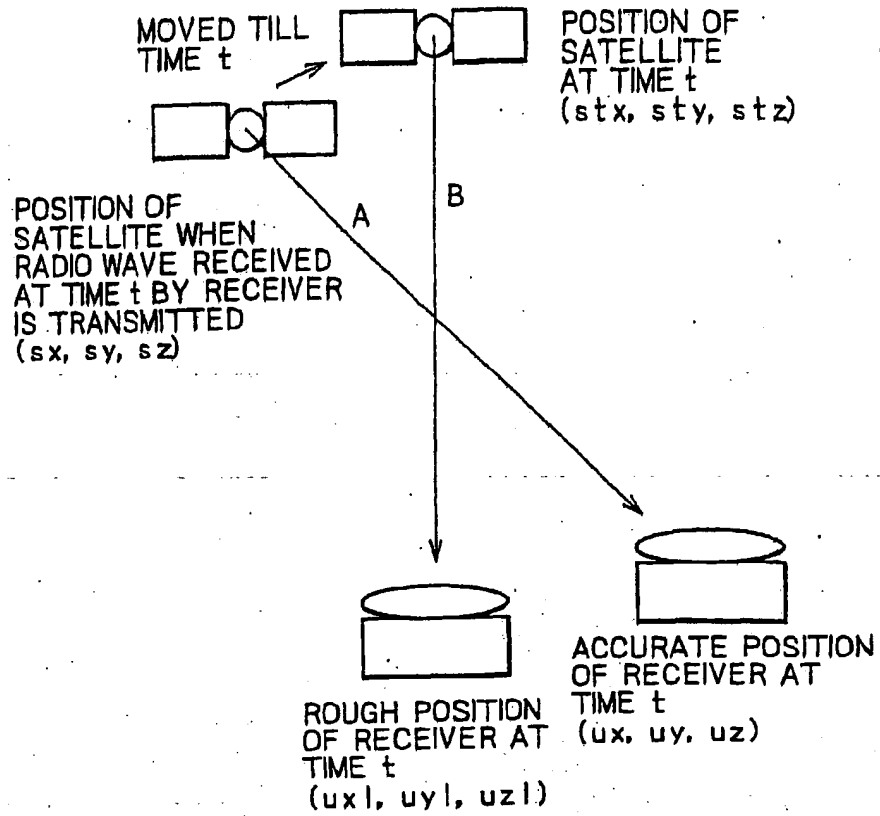 MOVED TILL
TIME t
POSITION OF
SATELLITE
AT TIME t
(stx, sty, stz)
POSITION OF
SATELLITE WHEN
RADIO WAVE RECEIVED
AT TIME t BY RECEIVER
IS TRANSMITTED
(sx, sy, sz)
A
B
ROUGH POSITION
OF RECEIVER AT
TIME t
(uxl, uyl, uzl)
ACCURATE POSITION
OF RECEIVER AT
TIME t
(ux, uy, uz)